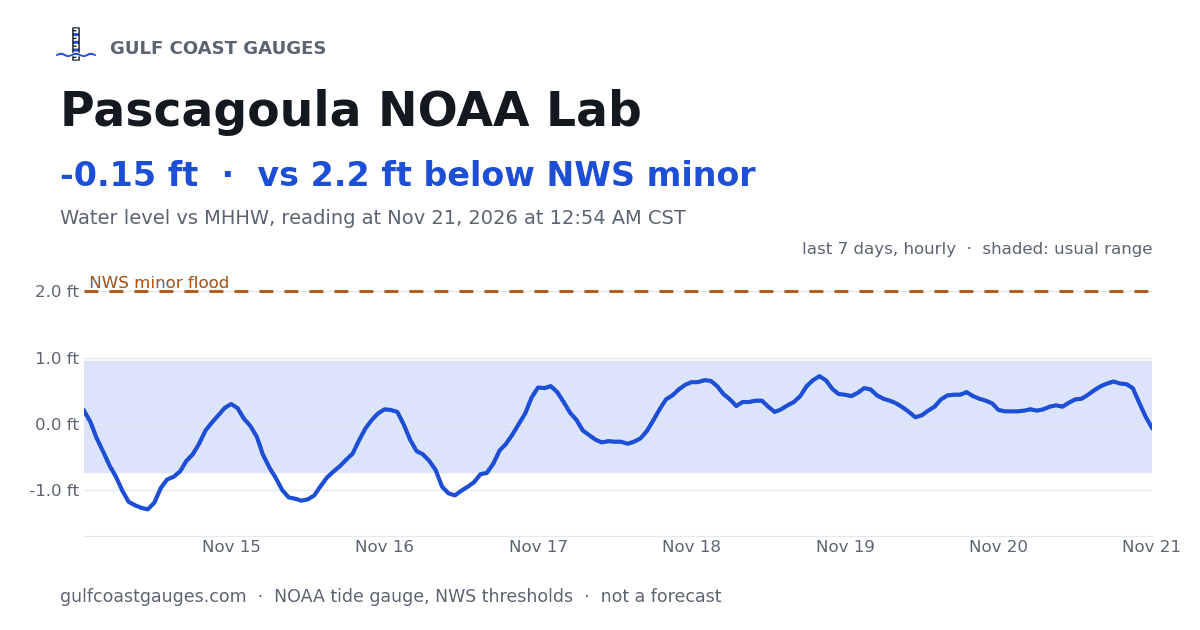 GULF COAST GAUGES
Pascagoula NOAA Lab
-0.15 ft · vs 2.2 ft below NWS minor
Water level vs MHHW, reading at Nov 21, 2026 at 12:54 AM CST
last 7 days, hourly · shaded: usual range
NWS minor flood
2.0 ft
1.0 ft
0.0 ft
-1.0 ft
Nov 15 Nov 16 Nov 17 Nov 18 Nov 19 Nov 20 Nov 21
gulfcoastgauges.com · NOAA tide gauge, NWS thresholds · not a forecast